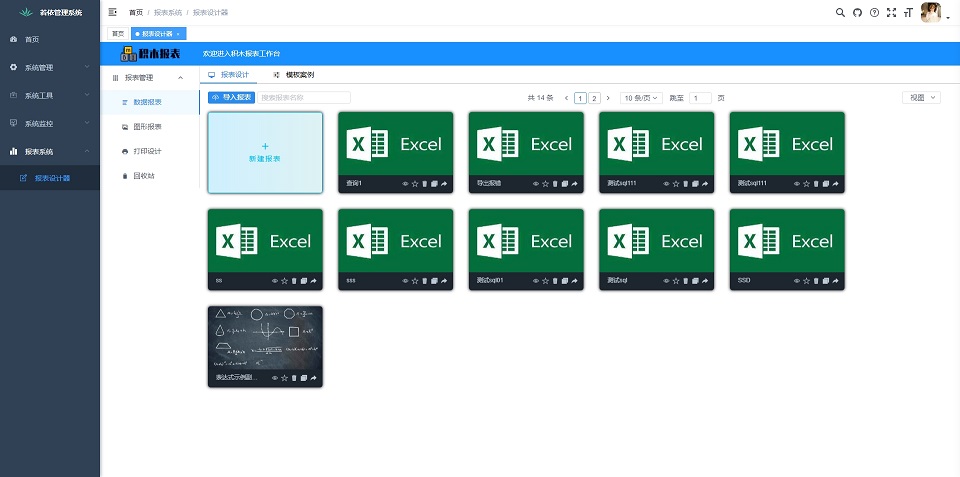 若依管理系统
首页
系统管理
系统工具
系统监控
报表系统
报表设计器
首页 / 报表系统 / 报表设计器
首页 报表设计器 ×
积木报表
欢迎进入积木报表工作台
报表管理
数据报表
图形报表
打印设计
回收站
报表设计 模板案例
导入报表 搜索报表名称
共 14 条 < 1 2 > 10 条/页 跳至 1 页
视图
+
新建报表
Excel
查询1
Excel
导出报错
Excel
测试sql111
Excel
测试sql111
Excel
ss
Excel
sss
Excel
测试sql01
Excel
测试sql
Excel
SSD
表达式示例副...